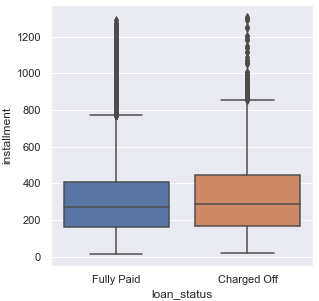 1200
1000
800
600
400
200
0
installment
Fully Paid
Charged Off
loan_status